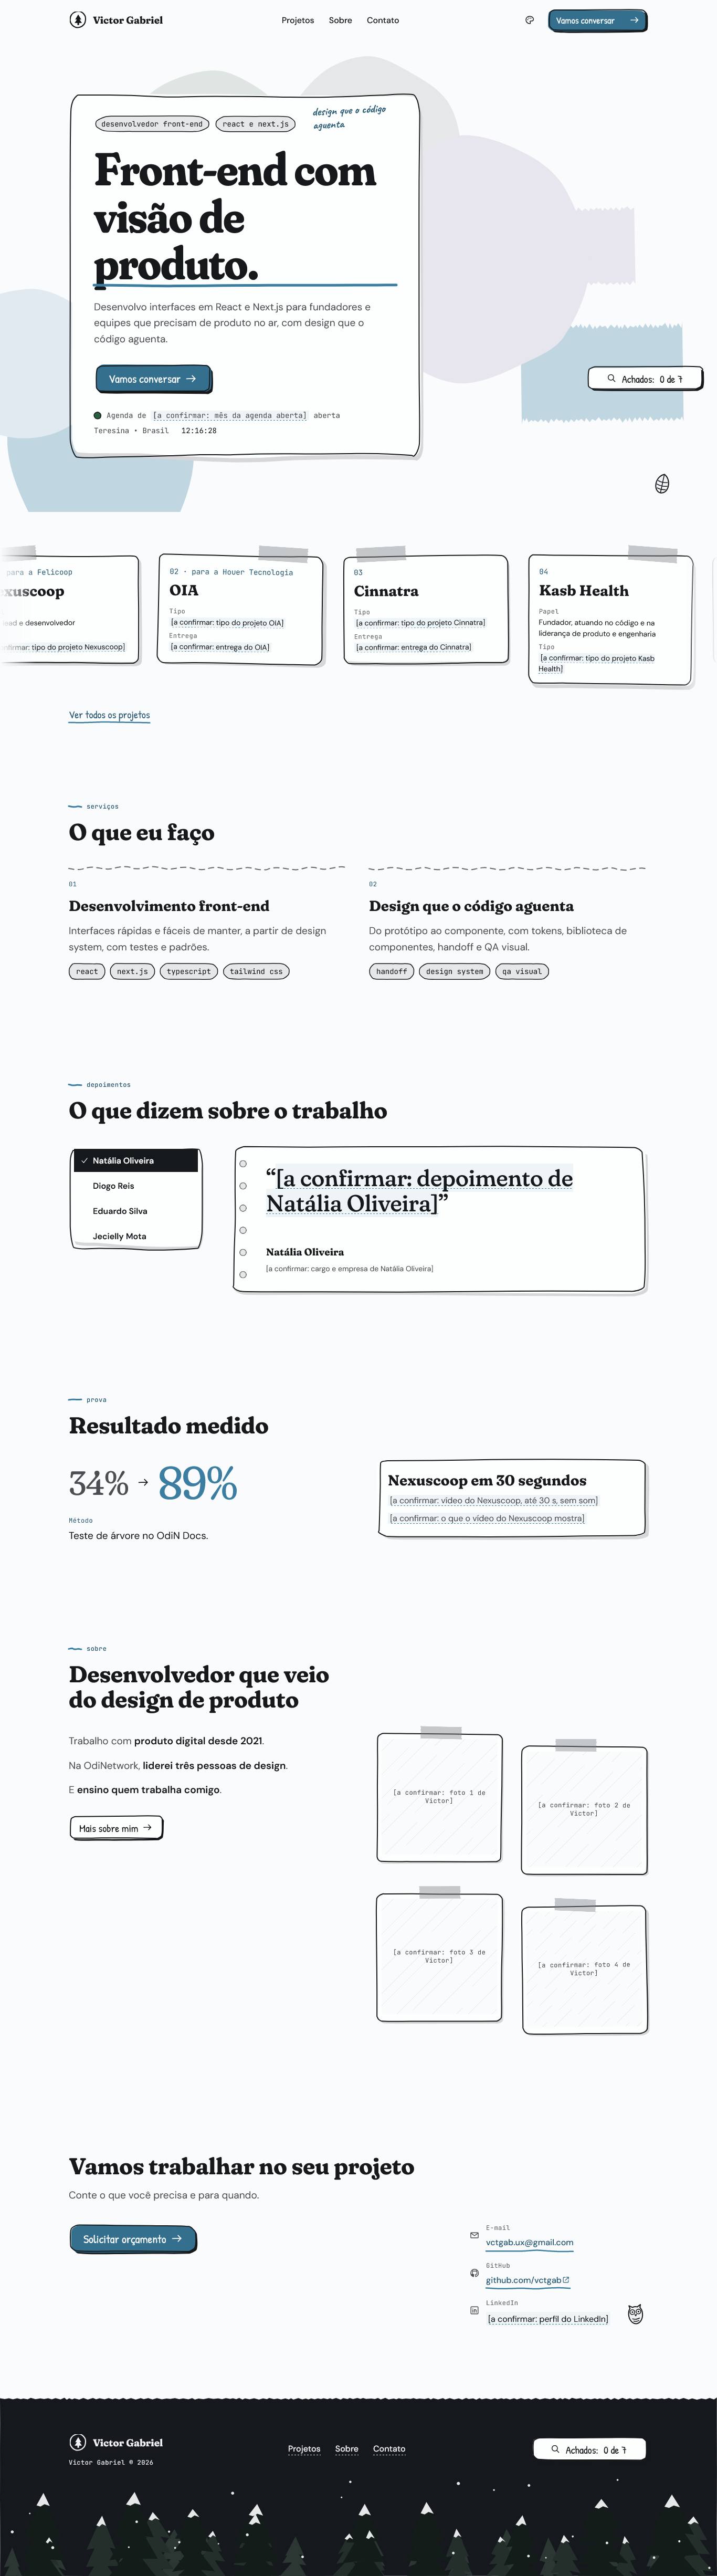 Victor Gabriel
Projetos Sobre Contato
Vamos conversar
desenvolvedor front-end
react e next.js
design que o código
aguenta
Front-end com
visão de
produto.
Desenvolvo interfaces em React e Next.js para fundadores e
equipes que precisam de produto no ar, com design que o
código aguenta.
Vamos conversar
Agenda de [a confirmar: mês da agenda aberta] aberta
Teresina • Brasil 12:16:28
Achados: 0 de 7
para a Felicoop
xuscoop
ead e desenvolvedor
nfirmar: tipo do projeto Nexuscoop]
02 - para a Houer Tecnologia
OIA
Tipo
[a confirmar: tipo do projeto OIA]
Entrega
[a confirmar: entrega do OIA]
03
Cinnatra
Tipo
[a confirmar: tipo do projeto Cinnatra]
Entrega
[a confirmar: entrega do Cinnatra]
04
Kasb Health
Papel
Fundador, atuando no código e na
liderança de produto e engenharia
Tipo
[a confirmar: tipo do projeto Kasb
Health]
Ver todos os projetos
serviços
O que eu faço
01
Desenvolvimento front-end
Interfaces rápidas e fáceis de manter, a partir de design
system, com testes e padrões.
react
next.js
typescript
tailwind css
02
Design que o código aguenta
Do protótipo ao componente, com tokens, biblioteca de
componentes, handoff e QA visual.
handoff
design system
qa visual
depoimentos
O que dizem sobre o trabalho
Natália Oliveira
Diogo Reis
Eduardo Silva
Jecielly Mota
“[a confirmar: depoimento de
Natália Oliveira]”
Natália Oliveira
[a confirmar: cargo e empresa de Natália Oliveira]
prova
Resultado medido
34% → 89%
Método
Teste de árvore no OdiN Docs.
Nexuscoop em 30 segundos
[a confirmar: vídeo do Nexuscoop, até 30 s, sem som]
[a confirmar: o que o vídeo do Nexuscoop mostra]
sobre
Desenvolvedor que veio
do design de produto
Trabalho com produto digital desde 2021.
Na OdiNetwork, liderei três pessoas de design.
E ensino quem trabalha comigo.
Mais sobre mim
[a confirmar: foto 1 de
Victor]
[a confirmar: foto 2 de
Victor]
[a confirmar: foto 3 de
Victor]
[a confirmar: foto 4 de
Victor]
Vamos trabalhar no seu projeto
Conte o que você precisa e para quando.
Solicitar orçamento
E-mail
vctgab.ux@gmail.com
GitHub
github.com/vctgab
LinkedIn
[a confirmar: perfil do LinkedIn]
Victor Gabriel
Victor Gabriel © 2026
Projetos Sobre Contato
Achados: 0 de 7